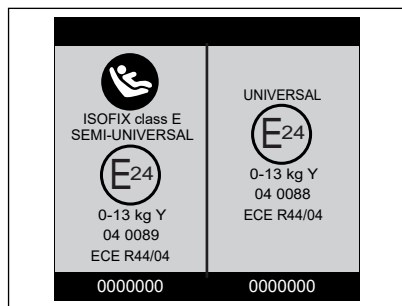 ISOFIX class E
SEMI-UNIVERSAL
E24
0-13 kg Y
04 0089
ECE R44/04
0000000
UNIVERSAL
E24
0-13 kg Y
04 0088
ECE R44/04
0000000